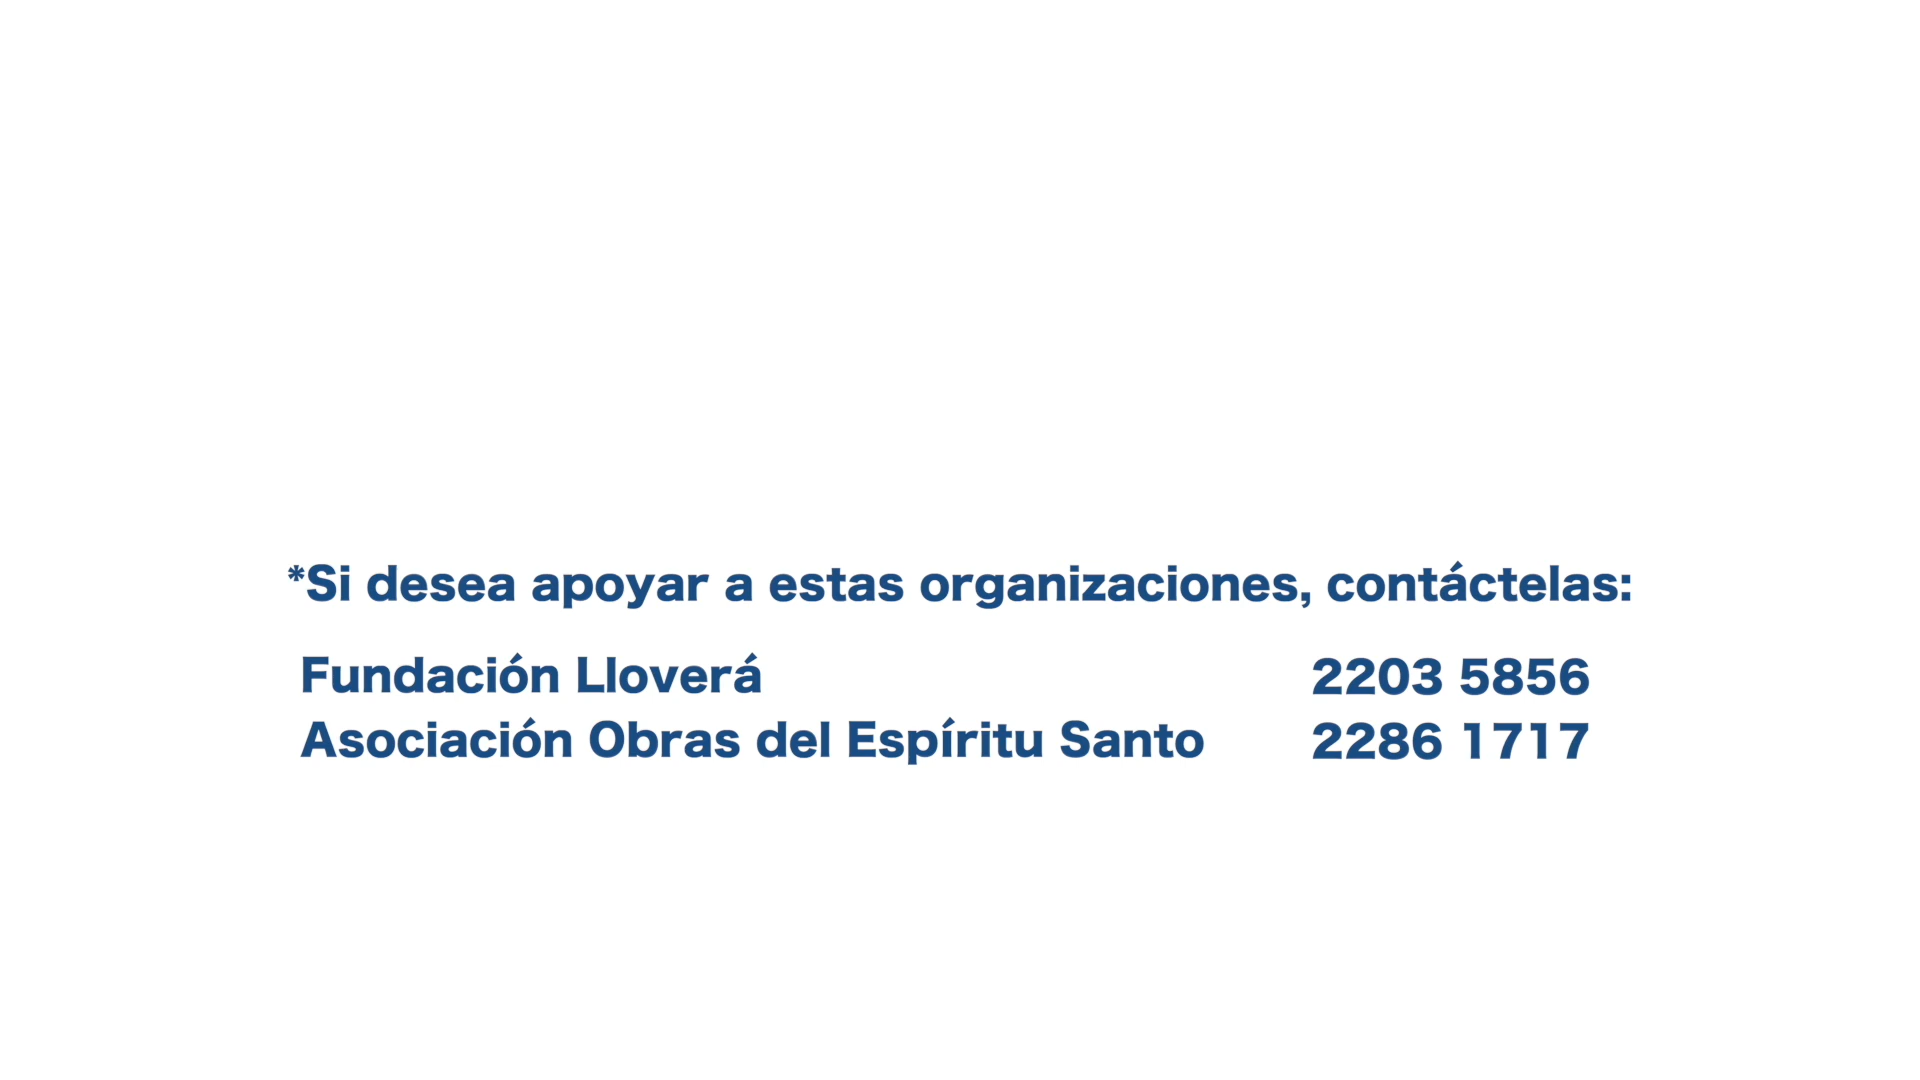 *Si desea apoyar a estas organizaciones, contáctelas:
Fundación Lloverá 2203 5856
Asociación Obras del Espíritu Santo 2286 1717